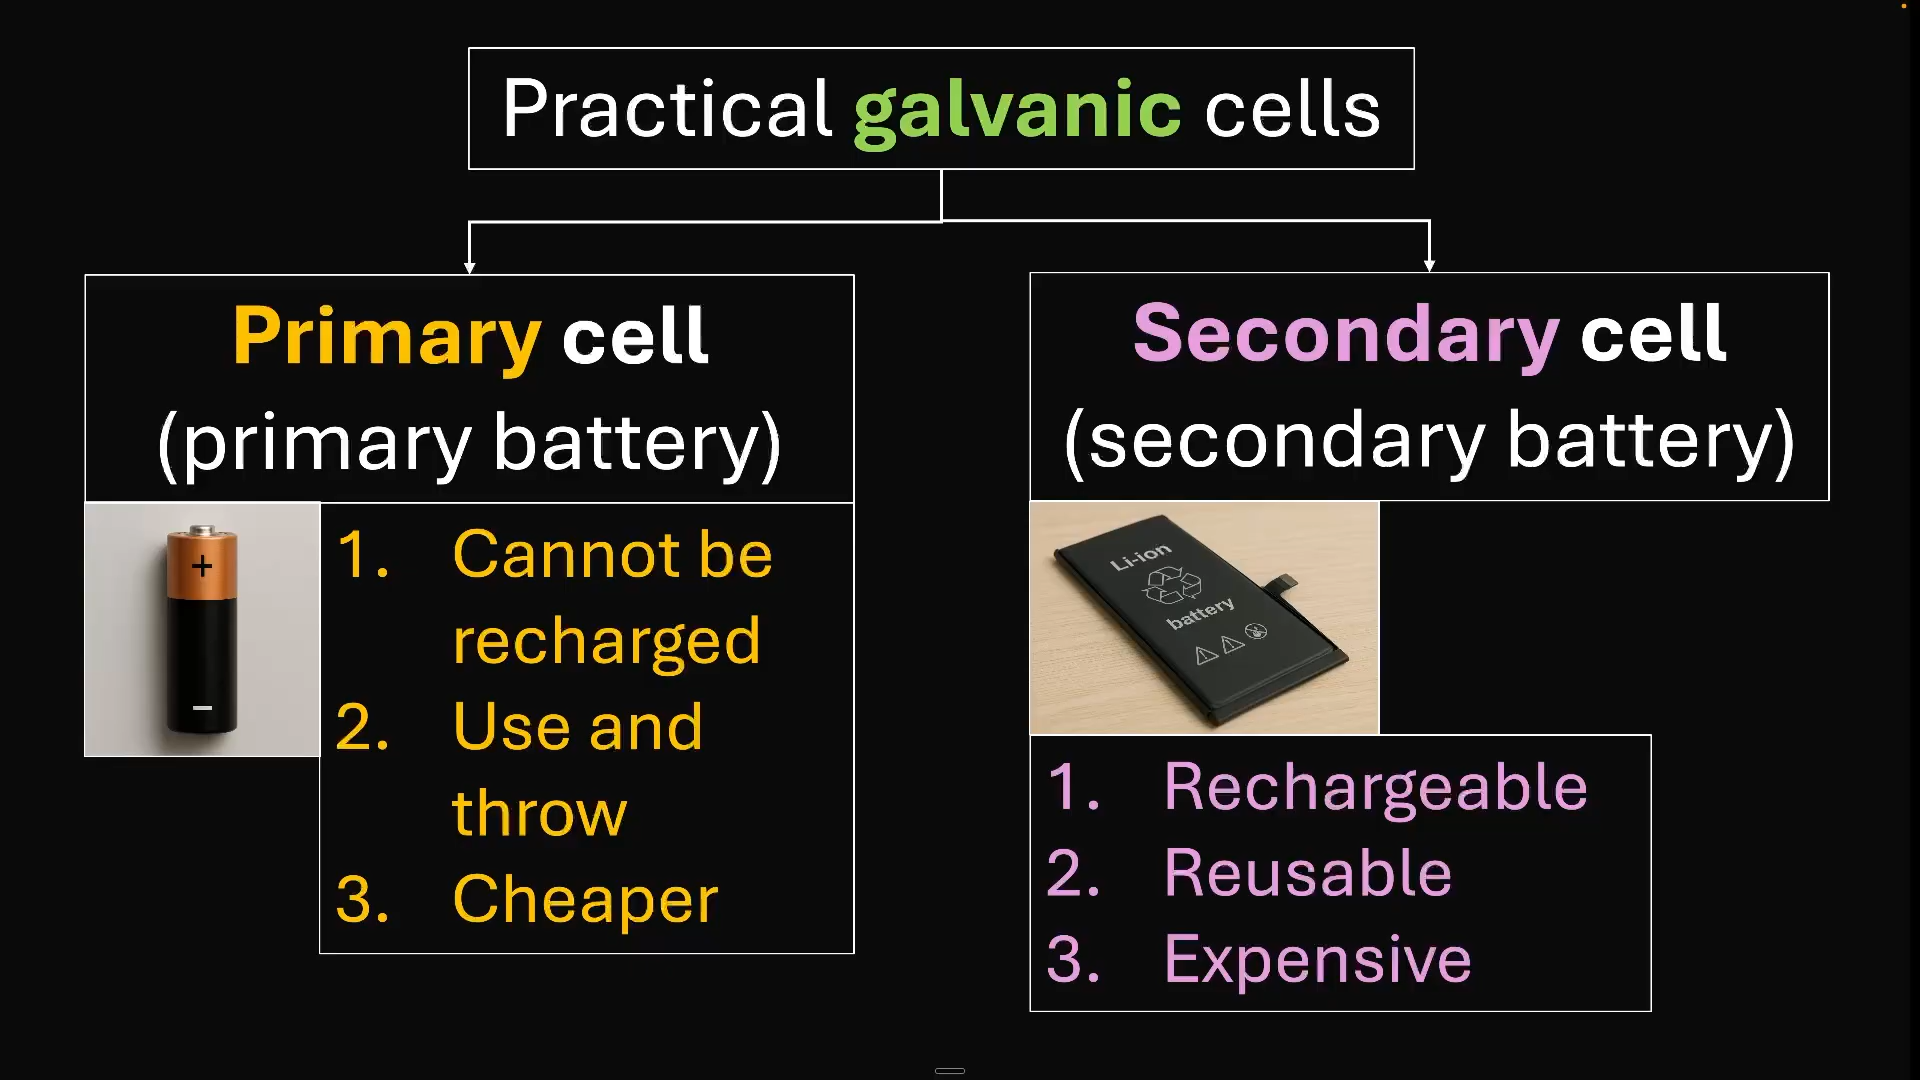 Practical galvanic cells
Primary cell
(primary battery)
+
–
1. Cannot be
recharged
2. Use and
throw
3. Cheaper
Secondary cell
(secondary battery)
Li-ion
battery
1. Rechargeable
2. Reusable
3. Expensive